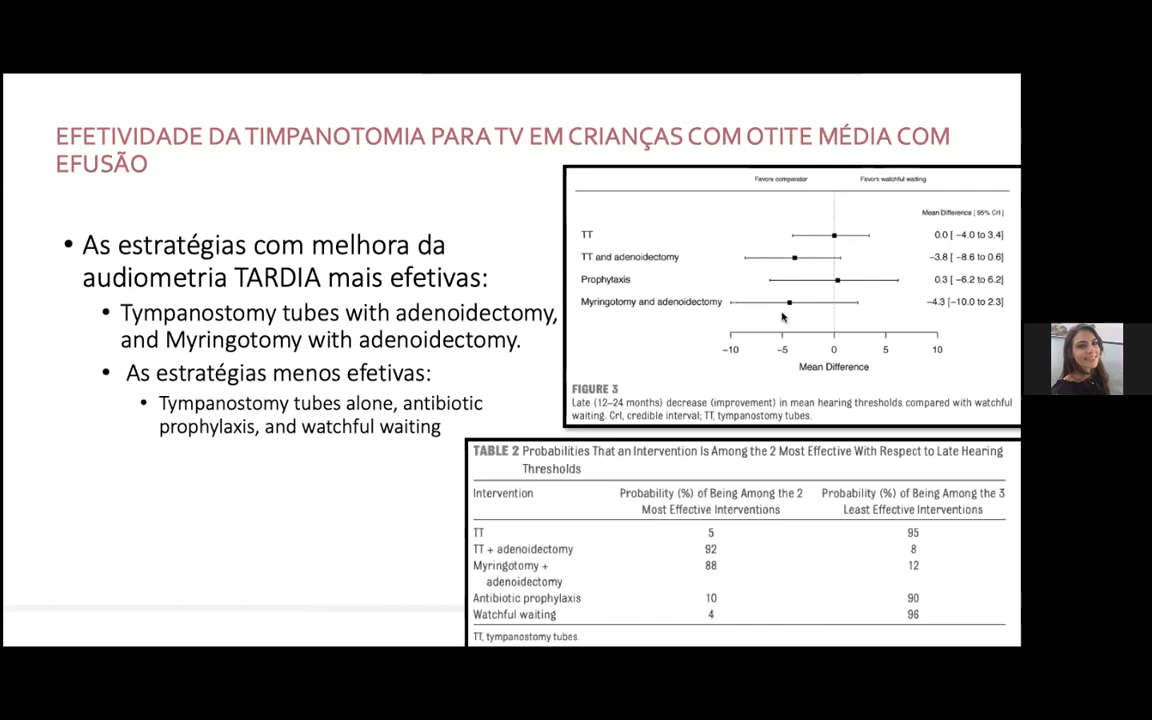 EFETIVIDADE DA TIMPANOTOMIA PARA TV EM CRIANÇAS COM OTITE MÉDIA COM
EFUSÃO
• As estratégias com melhora da
audiometria TARDIA mais efetivas:
• Tympanostomy tubes with adenoidectomy,
and Myringotomy with adenoidectomy.
• As estratégias menos efetivas:
• Tympanostomy tubes alone, antibiotic
prophylaxis, and watchful waiting
Favors comparator Favors watchful waiting
Mean Difference [ 95% CrI ]
TT 0.0 [ −4.0 to 3.4]
TT and adenoidectomy −3.8 [ −8.6 to 0.6]
Prophylaxis 0.3 [ −6.2 to 6.2]
Myringotomy and adenoidectomy −4.3 [−10.0 to 2.3]
−10 −5 0 5 10
Mean Difference
FIGURE 3
Late (12–24 months) decrease (improvement) in mean hearing thresholds compared with watchful
waiting. CrI, credible interval; TT, tympanostomy tubes.
TABLE 2 Probabilities That an Intervention Is Among the 2 Most Effective With Respect to Late Hearing
Thresholds
Intervention Probability (%) of Being Among the 2 Probability (%) of Being Among the 3
Most Effective Interventions Least Effective Interventions
TT 5 95
TT + adenoidectomy 92 8
Myringotomy + 88 12
adenoidectomy
Antibiotic prophylaxis 10 90
Watchful waiting 4 96
TT, tympanostomy tubes.